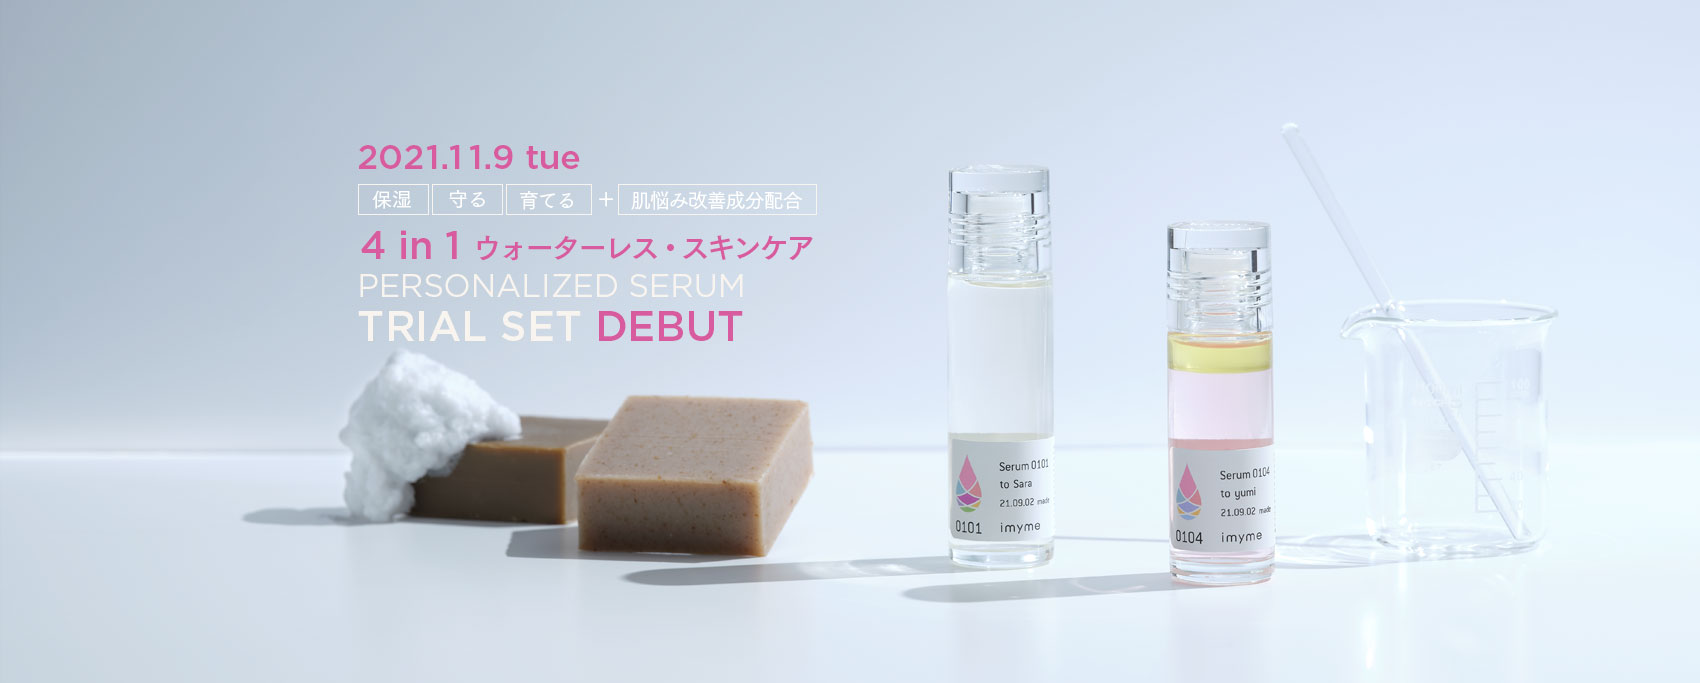 2021.11.9 tue
保湿 守る 育てる + 肌悩み改善成分配合
4 in 1 ウォーターレス・スキンケア
PERSONALIZED SERUM
TRIAL SET DEBUT
Serum 0101
to Sara
21.09.02 made
0101 imyme
Serum 0104
to yumi
21.09.02 made
0104 imyme
100